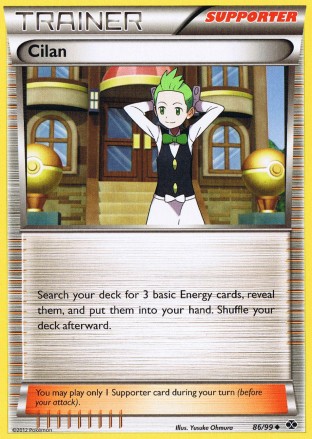 TRAINER SUPPORTER
Cilan
Search your deck for 3 basic Energy cards, reveal
them, and put them into your hand. Shuffle your
deck afterward.
You may play only 1 Supporter card during your turn (before
your attack).
©2012 Pokémon Illus. Yusuke Ohmura 86/99